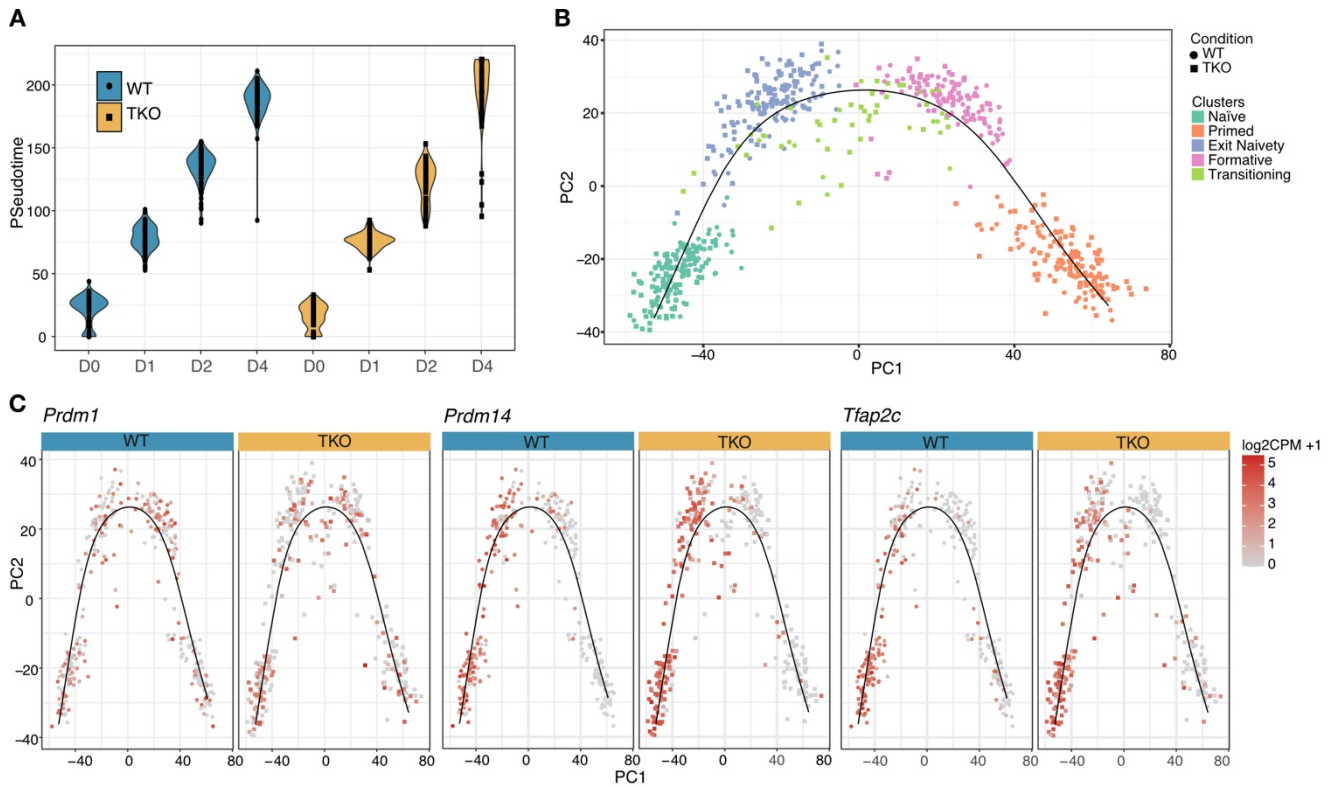 A
PSeudotime
200
150
100
50
0
WT
TKO
D0 D1 D2 D4 D0 D1 D2 D4
B
PC2
40
20
0
−20
−40
−40 0 40 80
PC1
Condition
WT
TKO
Clusters
Naïve
Primed
Exit Naivety
Formative
Transitioning
C
Prdm1 Prdm14 Tfap2c
WT TKO WT TKO WT TKO
PC2
40
20
0
−20
−40
−40 0 40 80 −40 0 40 80 −40 0 40 80 −40 0 40 80 −40 0 40 80 −40 0 40 80
PC1
log2CPM +1
5
4
3
2
1
0